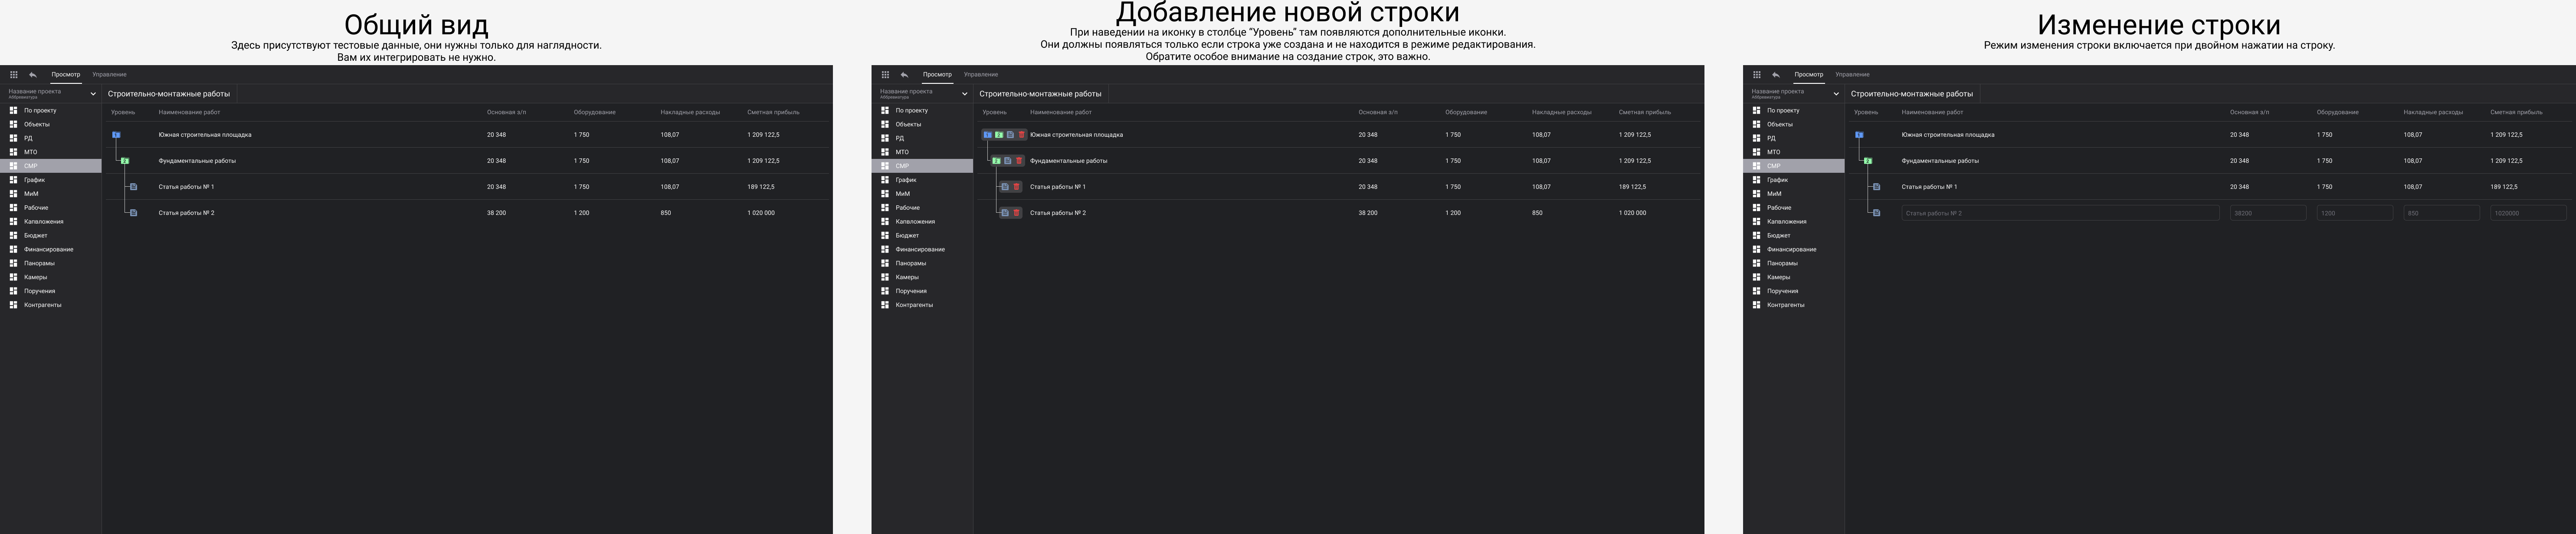 Общий вид
Здесь присутствуют тестовые данные, они нужны только для наглядности.
Вам их интегрировать не нужно.
Просмотр
Управление
Название проекта
Аббревиатура
Строительно-монтажные работы
По проекту
Объекты
РД
МТО
СМР
График
МиМ
Рабочие
Капвложения
Бюджет
Финансирование
Панорамы
Камеры
Поручения
Контрагенты
Уровень Наименование работ Основная з/п Оборудование Накладные расходы Сметная прибыль
Южная строительная площадка 20 348 1 750 108,07 1 209 122,5
Фундаментальные работы 20 348 1 750 108,07 1 209 122,5
Статья работы № 1 20 348 1 750 108,07 189 122,5
Статья работы № 2 38 200 1 200 850 1 020 000
Добавление новой строки
При наведении на иконку в столбце “Уровень” там появляются дополнительные иконки.
Они должны появляться только если строка уже создана и не находится в режиме редактирования.
Обратите особое внимание на создание строк, это важно.
Просмотр
Управление
Название проекта
Аббревиатура
Строительно-монтажные работы
По проекту
Объекты
РД
МТО
СМР
График
МиМ
Рабочие
Капвложения
Бюджет
Финансирование
Панорамы
Камеры
Поручения
Контрагенты
Уровень Наименование работ Основная з/п Оборудование Накладные расходы Сметная прибыль
Южная строительная площадка 20 348 1 750 108,07 1 209 122,5
Фундаментальные работы 20 348 1 750 108,07 1 209 122,5
Статья работы № 1 20 348 1 750 108,07 189 122,5
Статья работы № 2 38 200 1 200 850 1 020 000
Изменение строки
Режим изменения строки включается при двойном нажатии на строку.
Просмотр
Управление
Название проекта
Аббревиатура
Строительно-монтажные работы
По проекту
Объекты
РД
МТО
СМР
График
МиМ
Рабочие
Капвложения
Бюджет
Финансирование
Панорамы
Камеры
Поручения
Контрагенты
Уровень Наименование работ Основная з/п Оборудование Накладные расходы Сметная прибыль
Южная строительная площадка 20 348 1 750 108,07 1 209 122,5
Фундаментальные работы 20 348 1 750 108,07 1 209 122,5
Статья работы № 1 20 348 1 750 108,07 189 122,5
Статья работы № 2 38200 1200 850 1020000